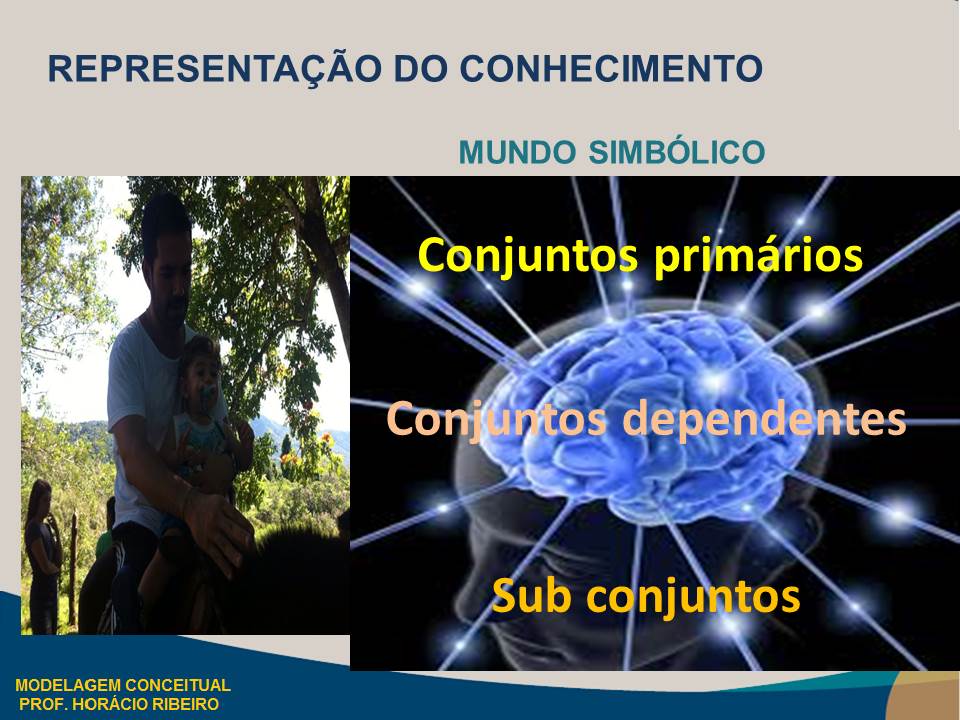 REPRESENTAÇÃO DO CONHECIMENTO
MUNDO SIMBÓLICO
Conjuntos primários
Conjuntos dependentes
Sub conjuntos
MODELAGEM CONCEITUAL
PROF. HORÁCIO RIBEIRO